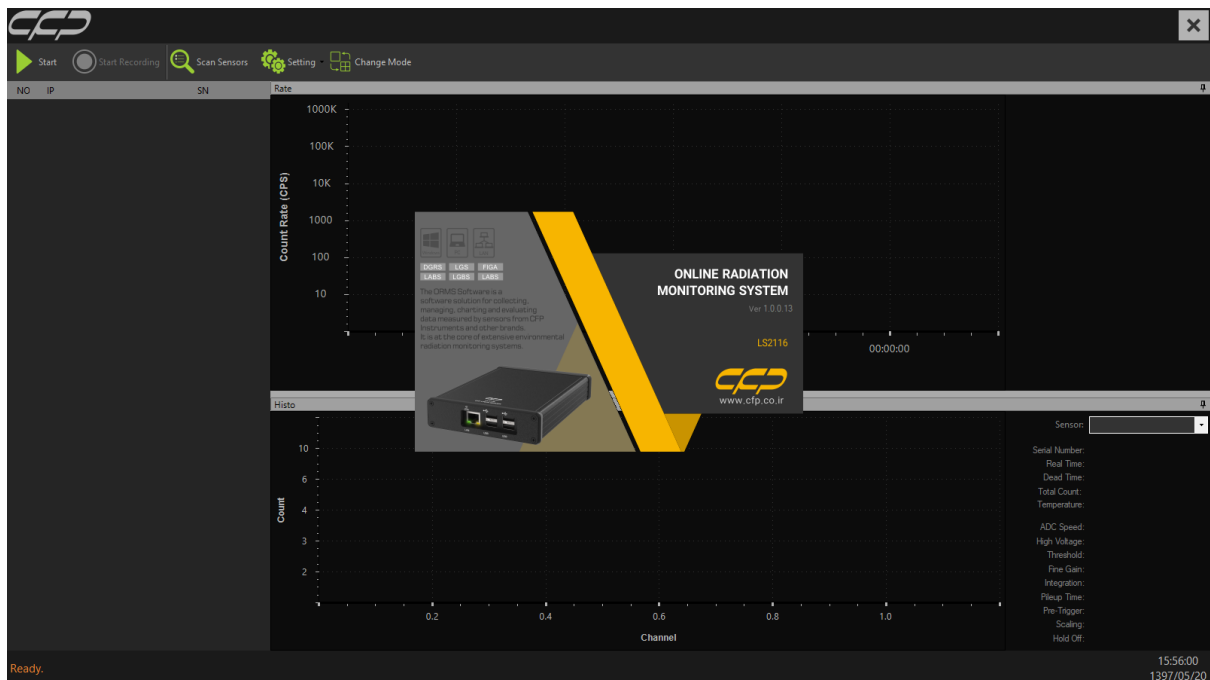 CFP
Start
Start Recording
Scan Sensors
Setting
Change Mode
NO IP SN
Rate
1000K
100K
10K
1000
100
10
Count Rate (CPS)
00:00:00
DGRS LGS FIGA
LABS LGBS LABS
The ORMS Software is a
software solution for collecting,
managing, charting and evaluating
data measured by sensors from CFP
Instruments and other brands.
It is at the core of extensive environmental
radiation monitoring systems.
ONLINE RADIATION
MONITORING SYSTEM
Ver 1.0.0.13
LS2116
CFP
www.cfp.co.ir
Histo
10
6
4
3
2
Count
0.2 0.4 0.6 0.8 1.0
Channel
Sensor:
Serial Number:
Real Time:
Dead Time:
Total Count:
Temperature:
ADC Speed:
High Voltage:
Threshold:
Fine Gain:
Integration:
Pileup Time:
Pre-Trigger:
Scaling:
Hold Off:
Ready.
15:56:00
1397/05/20